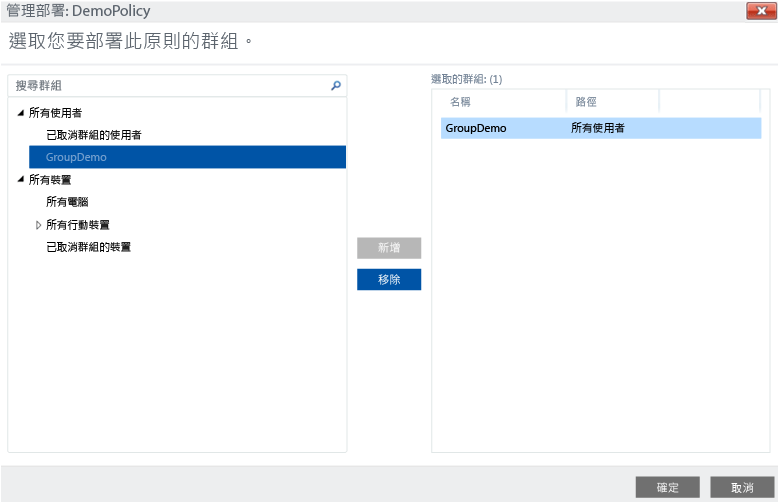 管理部署: DemoPolicy
選取您要部署此原則的群組。
搜尋群組
所有使用者
已取消群組的使用者
GroupDemo
所有裝置
所有電腦
所有行動裝置
已取消群組的裝置
新增
移除
選取的群組: (1)
名稱 路徑
GroupDemo 所有使用者
確定 取消